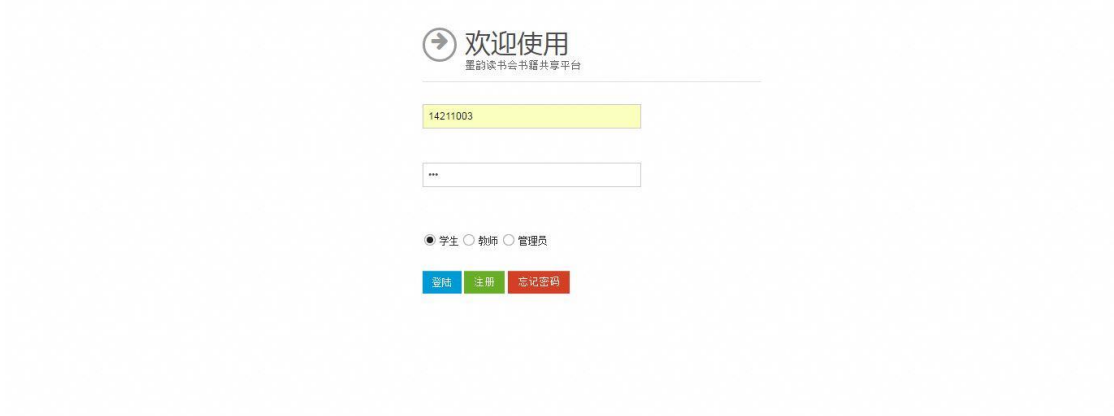 欢迎使用
墨韵读书会书籍共享平台
14211003
•••
学生 教师 管理员
登陆 注册 忘记密码